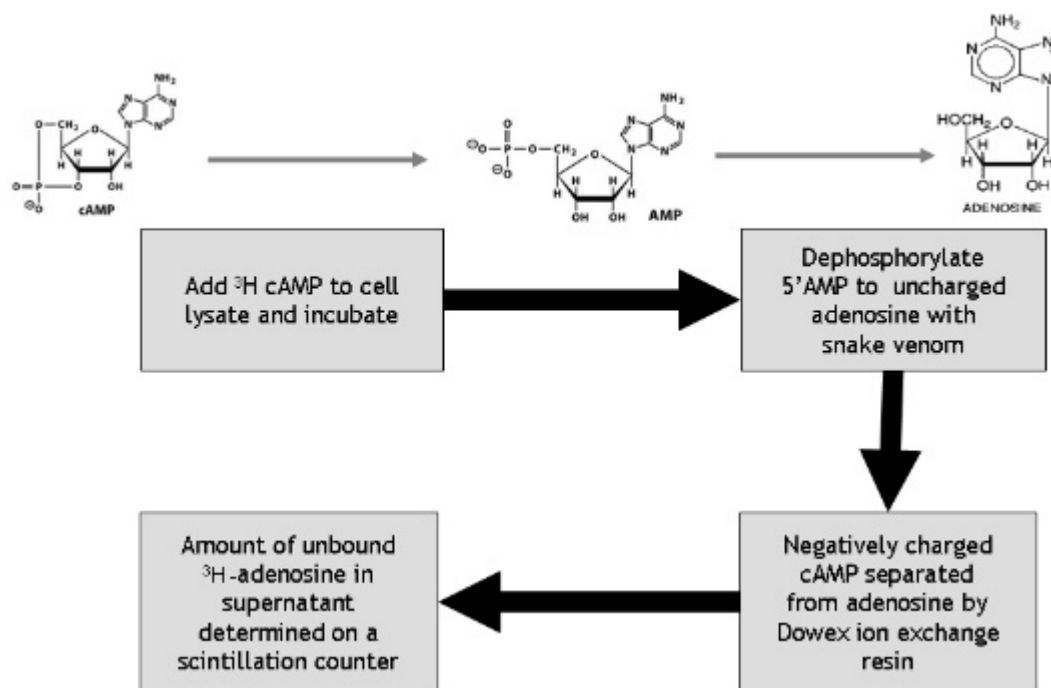 NH₂
N
N
N
N
O—CH₂
O
H
H
H
H
O
OH
O=P
⊖O
cAMP
NH₂
N
N
N
N
O
⊖O—P—O—CH₂
O
⊖O
H
H
H
H
OH
OH
AMP
NH₂
N
N
N
N
HOCH₂
O
H
H
H
H
OH
OH
ADENOSINE
Add ³H cAMP to cell
lysate and incubate
Dephosphorylate
5'AMP to uncharged
adenosine with
snake venom
Amount of unbound
³H-adenosine in
supernatant
determined on a
scintillation counter
Negatively charged
cAMP separated
from adenosine by
Dowex ion exchange
resin